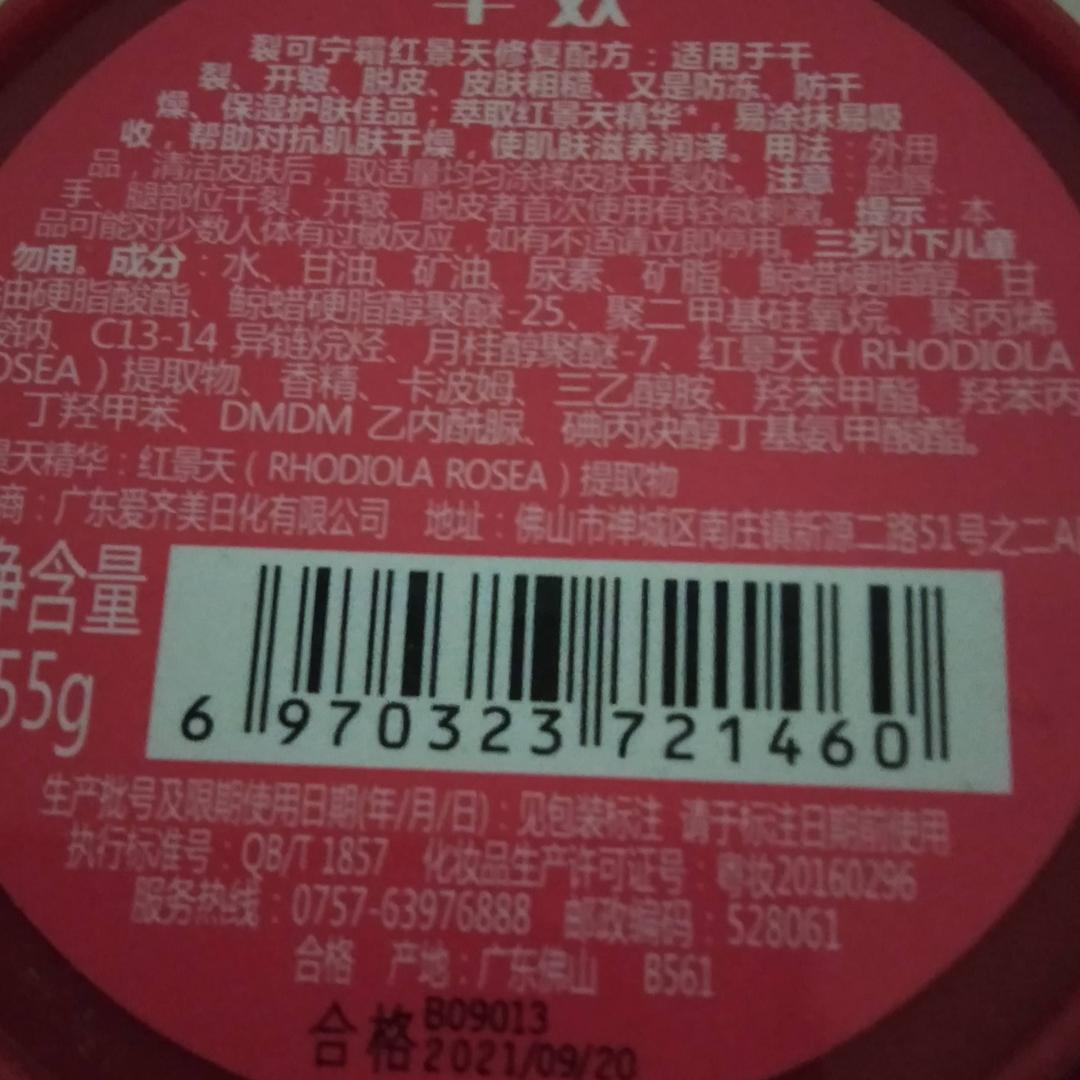 裂可宁霜红景天修复配方：适用于干
裂、开皲、脱皮、皮肤粗糙、又是防冻、防干
燥、保湿护肤佳品；萃取红景天精华*，易涂抹易吸
收，帮助对抗肌肤干燥，使肌肤滋养润泽。用法：外用
品，清洁皮肤后，取适量均匀涂揉皮肤干裂处。注意：
手、腿部位干裂、开皲、脱皮者首次使用有轻微刺激。提示：本
品可能对少数人体有过敏反应，如有不适请立即停用。三岁以下儿童
勿用。成分：水、甘油、矿油、尿素、矿脂、鲸蜡硬脂醇、甘
油硬脂酸酯、鲸蜡硬脂醇聚醚-25、聚二甲基硅氧烷、聚丙烯
酸钠、C13-14 异链烷烃、月桂醇聚醚-7、红景天（RHODIOLA
OSEA）提取物、香精、卡波姆、三乙醇胺、羟苯甲酯、羟苯丙
丁羟甲苯、DMDM 乙内酰脲、碘丙炔醇丁基氨甲酸酯。
景天精华：红景天（RHODIOLA ROSEA）提取物
商：广东爱齐美日化有限公司 地址：佛山市禅城区南庄镇新源二路51号之二A
净含量
55g
6 970323 721460
生产批号及限期使用日期(年/月/日)：见包装标注 请于标注日期前使用
执行标准号：QB/T 1857 化妆品生产许可证号：粤妆20160296
服务热线：0757-63976888 邮政编码：528061
合格 产地：广东佛山 B561
合格 B09013
2021/09/20